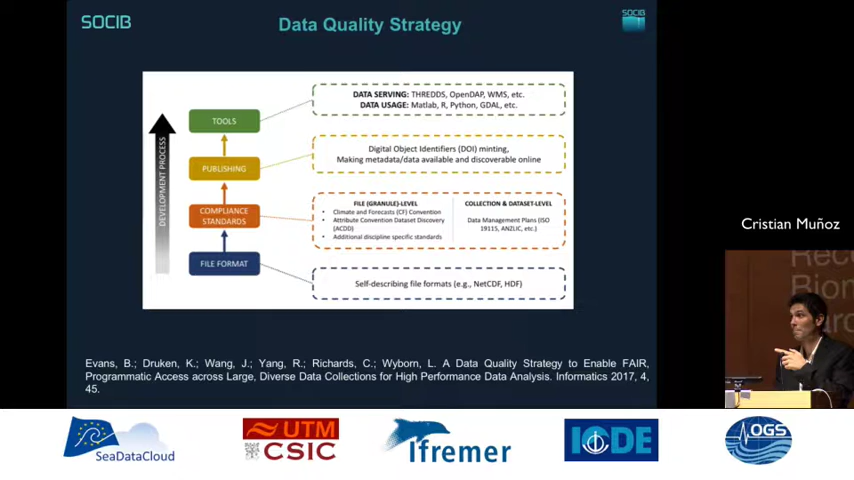 SOCIB
Data Quality Strategy
SOCIB
DEVELOPMENT PROCESS
TOOLS
DATA SERVING: THREDDS, OpenDAP, WMS, etc.
DATA USAGE: Matlab, R, Python, GDAL, etc.
PUBLISHING
Digital Object Identifiers (DOI) minting,
Making metadata/data available and discoverable online
COMPLIANCE
STANDARDS
FILE (GRANULE)-LEVEL
• Climate and Forecasts (CF) Convention
• Attribute Convention Dataset Discovery
(ACDD)
• Additional discipline specific standards
COLLECTION & DATASET-LEVEL
Data Management Plans (ISO
19115, ANZLIC, etc.)
FILE FORMAT
Self-describing file formats (e.g., NetCDF, HDF)
Evans, B.; Druken, K.; Wang, J.; Yang, R.; Richards, C.; Wyborn, L. A Data Quality Strategy to Enable FAIR,
Programmatic Access across Large, Diverse Data Collections for High Performance Data Analysis. Informatics 2017, 4,
45.
Cristian Muñoz
SeaDataCloud
UTM
CSIC
Ifremer
IODE
OGS